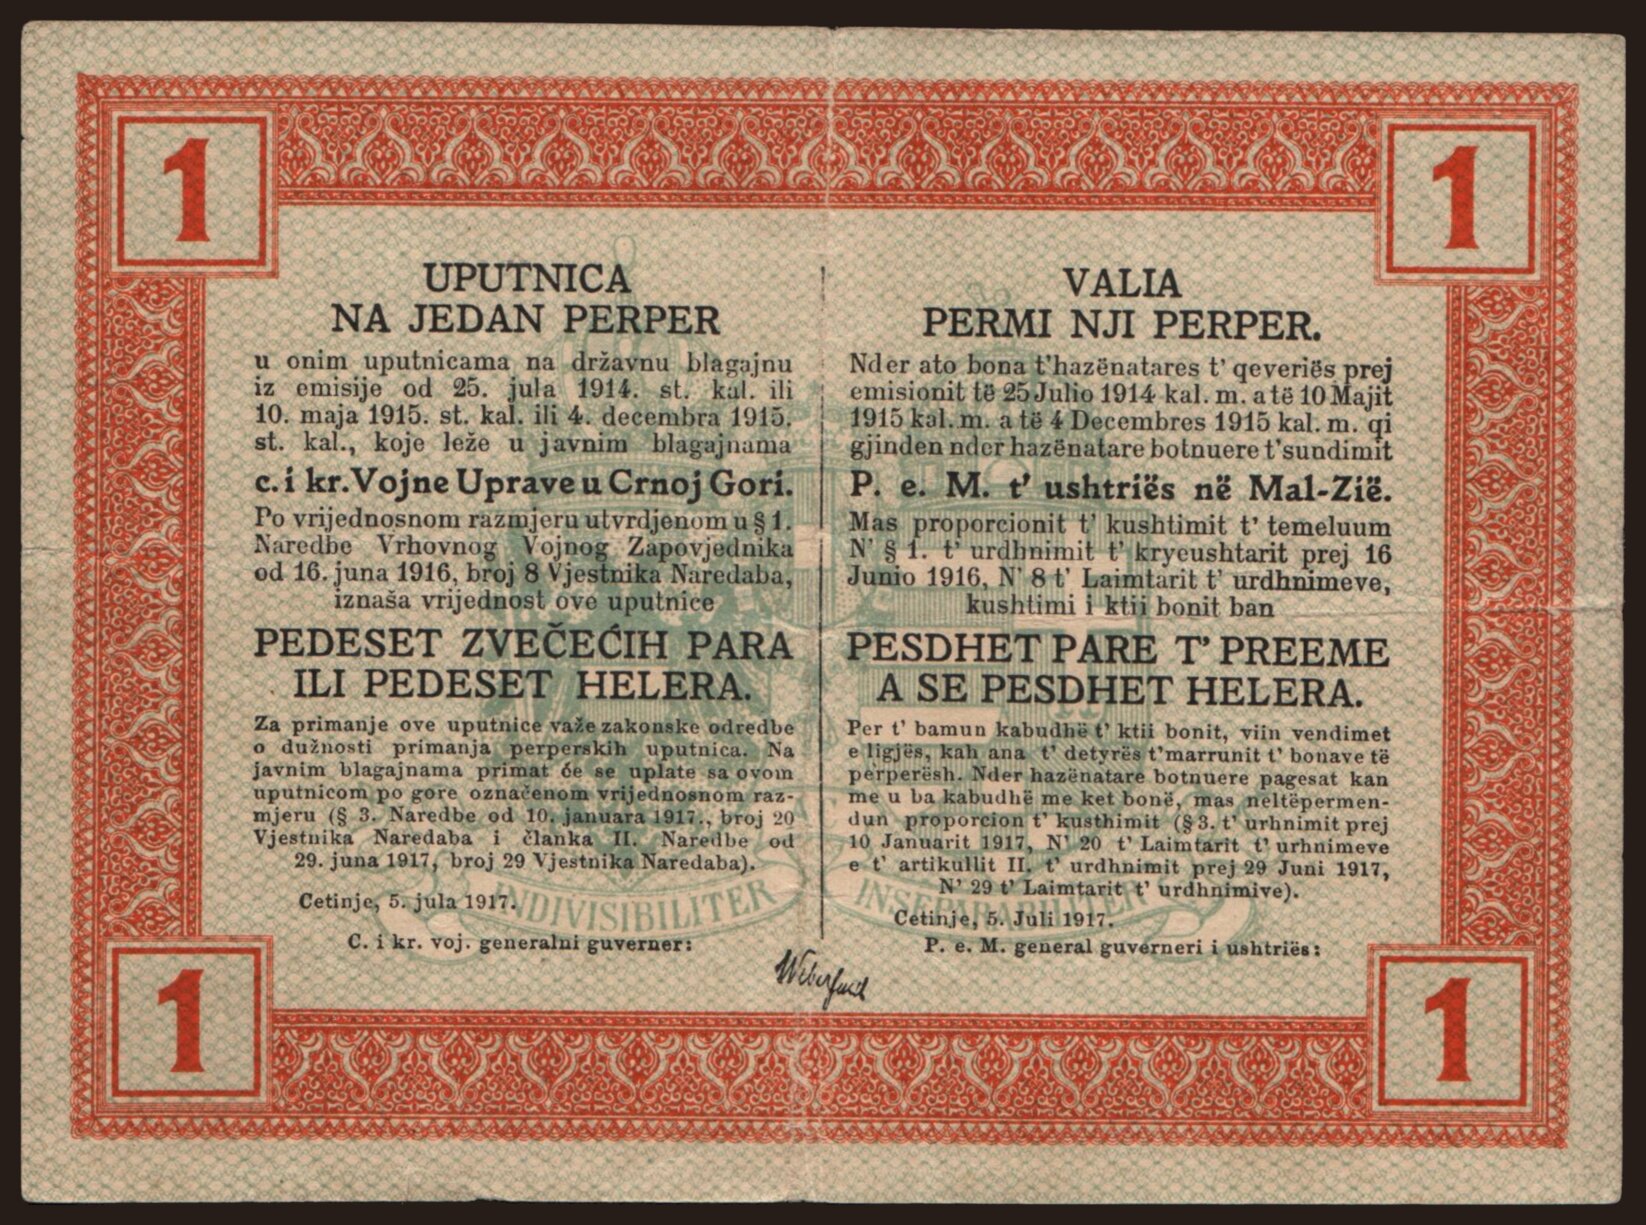 1
1
UPUTNICA
NA JEDAN PERPER
u onim uputnicama na državnu blagajnu
iz emisije od 25. jula 1914. st. kal. ili
10. maja 1915. st. kal. ili 4. decembra 1915.
st. kal., koje leže u javnim blagajnama
c. i kr. Vojne Uprave u Crnoj Gori.
Po vrijednosnom razmjeru utvrdjenom u § 1.
Naredbe Vrhovnog Vojnog Zapovjednika
od 16. juna 1916, broj 8 Vjestnika Naredaba,
iznaša vrijednost ove uputnice
PEDESET ZVEČEĆIH PARA
ILI PEDESET HELERA.
Za primanje ove uputnice važe zakonske odredbe
o dužnosti primanja perperskih uputnica. Na
javnim blagajnama primat će se uplate sa ovom
uputnicom po gore označenom vrijednosnom raz-
mjeru (§ 3. Naredbe od 10. januara 1917., broj 20
Vjestnika Naredaba i članka II. Naredbe od
29. juna 1917, broj 29 Vjestnika Naredaba).
Cetinje, 5. jula 1917.
C. i kr. voj. generalni guverner:
VALIA
PERMI NJI PERPER.
Nder ato bona t' hazënatares t' qeveriës prej
emisionit të 25 Julio 1914 kal. m. a të 10 Majit
1915 kal. m. a të 4 Decembres 1915 kal. m. qi
gjinden nder hazënatare botnuere t' sundimit
P. e. M. t' ushtriës në Mal-Zië.
Mas proporcionit t' kushtimit t' temeluum
N' § 1. t' urdhnimit t' kryeushtarit prej 16
Junio 1916, N' 8 t' Laimtarit t' urdhnimeve,
kushtimi i ktii bonit ban
PESDHET PARE T' PREEME
A SE PESDHET HELERA.
Per t' bamun kabudhë t' ktii bonit, viin vendimet
e ligjës, kah ana t' detyrës t' marrunit t' bonave të
përperësh. Nder hazënatare botnuere pagesat kan
me u ba kabudhë me ket bonë, mas neltëpermen-
dun proporcion t' kusthimit (§ 3. t' urhnimit prej
10 Januarit 1917, N' 20 t' Laimtarit t' urhnimeve
e t' artikullit II. t' urdhnimit prej 29 Juni 1917,
N' 29 t' Laimtarit t' urdhnimive).
Cetinje, 5. Juli 1917.
P. e. M. general guverneri i ushtriës:
INDIVISIBILITER
INSEPARABILITER
1
1